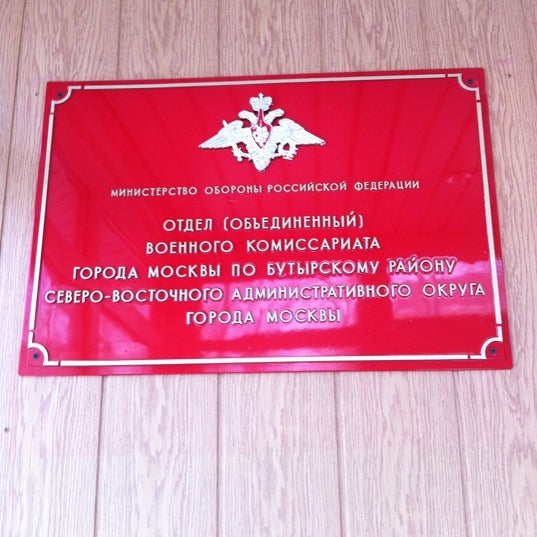 МИНИСТЕРСТВО ОБОРОНЫ РОССИЙСКОЙ ФЕДЕРАЦИИ
ОТДЕЛ (ОБЪЕДИНЕННЫЙ)
ВОЕННОГО КОМИССАРИАТА
ГОРОДА МОСКВЫ ПО БУТЫРСКОМУ РАЙОНУ
СЕВЕРО-ВОСТОЧНОГО АДМИНИСТРАТИВНОГО ОКРУГА
ГОРОДА МОСКВЫ